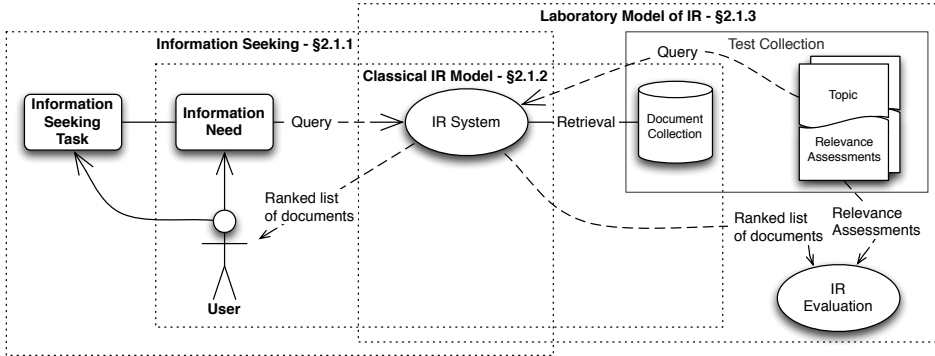 Laboratory Model of IR - §2.1.3
Information Seeking - §2.1.1
Test Collection
Query
Classical IR Model - §2.1.2
Information
Seeking
Task
Information
Need
Query
IR System
Retrieval
Document
Collection
Topic
Relevance
Assessments
Ranked list
of documents
Ranked list
of documents
Relevance
Assessments
User
IR
Evaluation